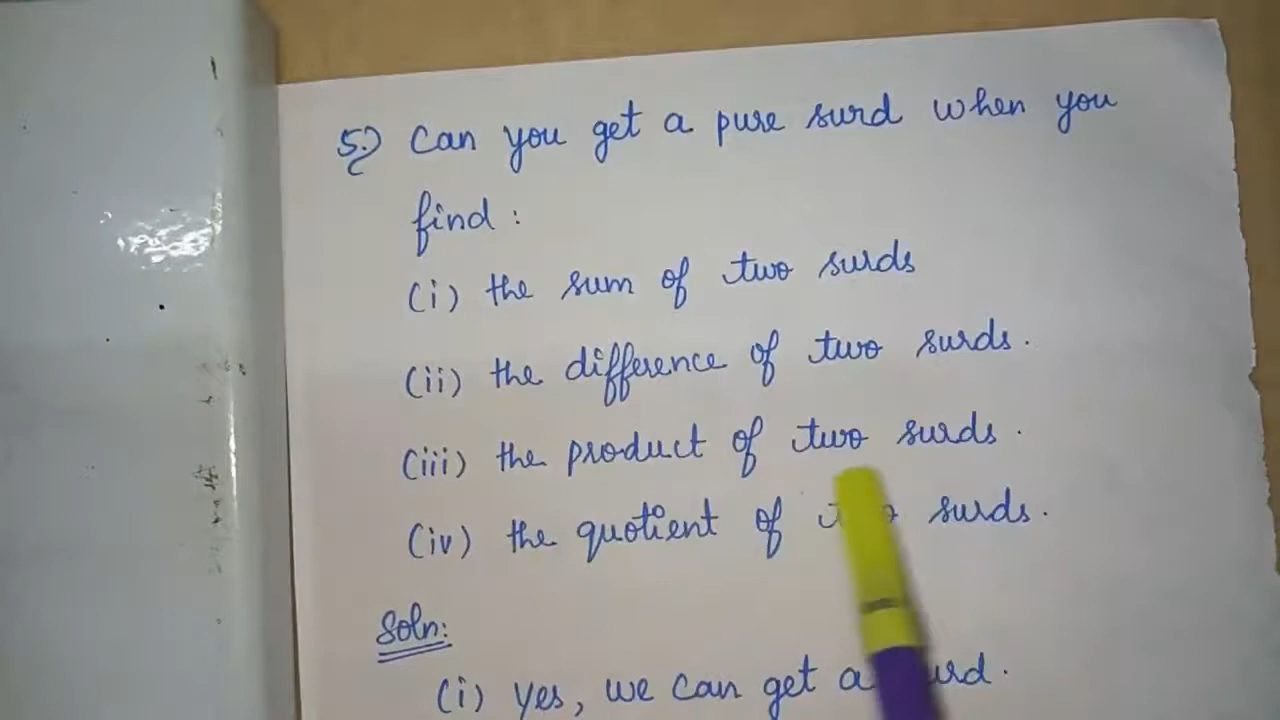 5.) Can you get a pure surd when you
find :
(i) the sum of two surds
(ii) the difference of two surds.
(iii) the product of two surds.
(iv) the quotient of surds.
Soln:
(i) yes, we can get a